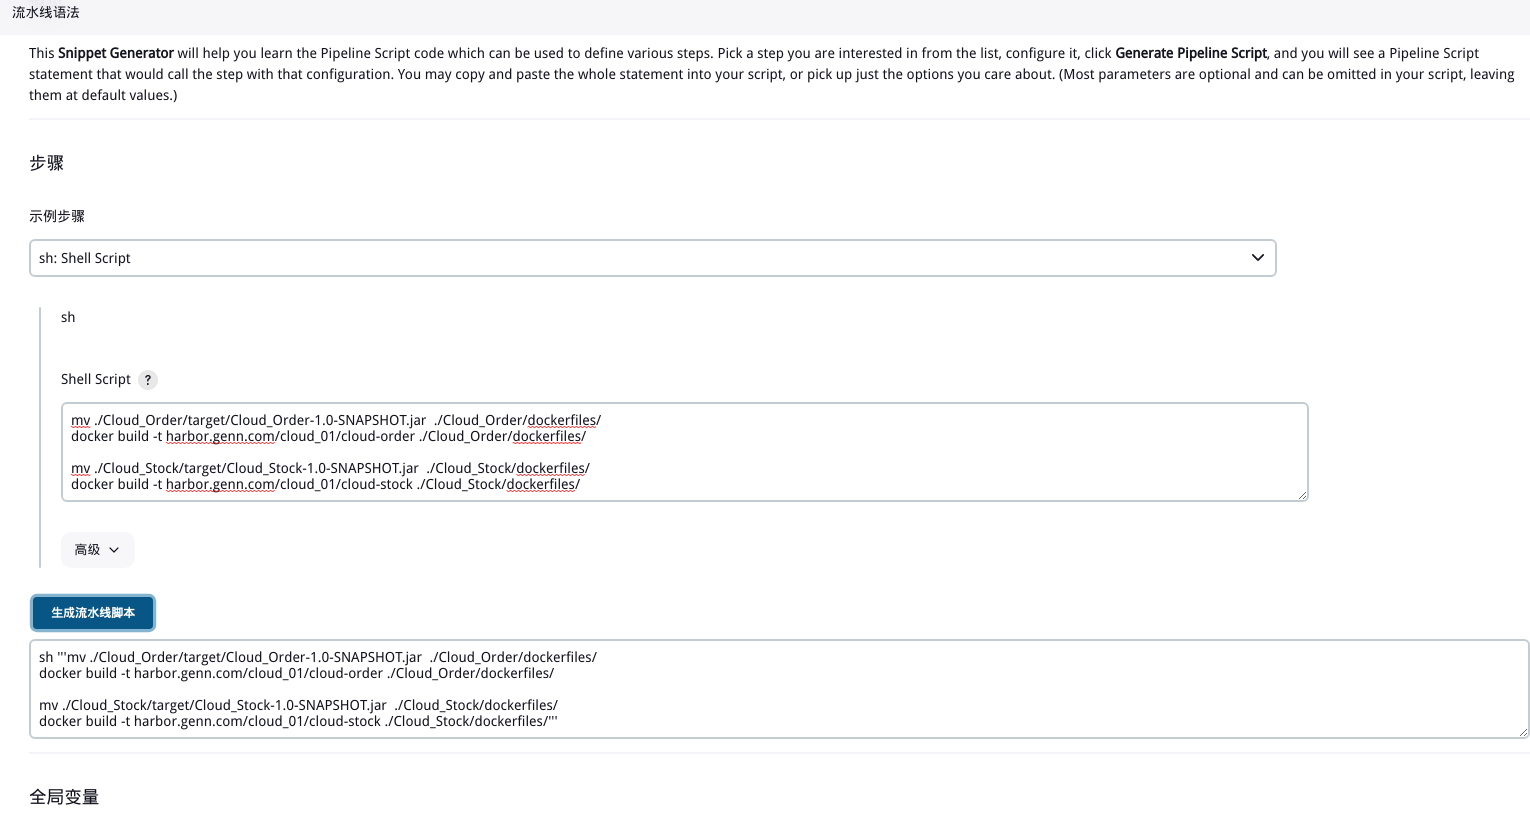 流水线语法
This Snippet Generator will help you learn the Pipeline Script code which can be used to define various steps. Pick a step you are interested in from the list, configure it, click Generate Pipeline Script, and you will see a Pipeline Script
statement that would call the step with that configuration. You may copy and paste the whole statement into your script, or pick up just the options you care about. (Most parameters are optional and can be omitted in your script, leaving
them at default values.)
步骤
示例步骤
sh: Shell Script
sh
Shell Script ?
mv ./Cloud_Order/target/Cloud_Order-1.0-SNAPSHOT.jar  ./Cloud_Order/dockerfiles/
docker build -t harbor.genn.com/cloud_01/cloud-order ./Cloud_Order/dockerfiles/
mv ./Cloud_Stock/target/Cloud_Stock-1.0-SNAPSHOT.jar  ./Cloud_Stock/dockerfiles/
docker build -t harbor.genn.com/cloud_01/cloud-stock ./Cloud_Stock/dockerfiles/
高级
生成流水线脚本
sh '''mv ./Cloud_Order/target/Cloud_Order-1.0-SNAPSHOT.jar  ./Cloud_Order/dockerfiles/
docker build -t harbor.genn.com/cloud_01/cloud-order ./Cloud_Order/dockerfiles/
mv ./Cloud_Stock/target/Cloud_Stock-1.0-SNAPSHOT.jar  ./Cloud_Stock/dockerfiles/
docker build -t harbor.genn.com/cloud_01/cloud-stock ./Cloud_Stock/dockerfiles/'''
全局变量